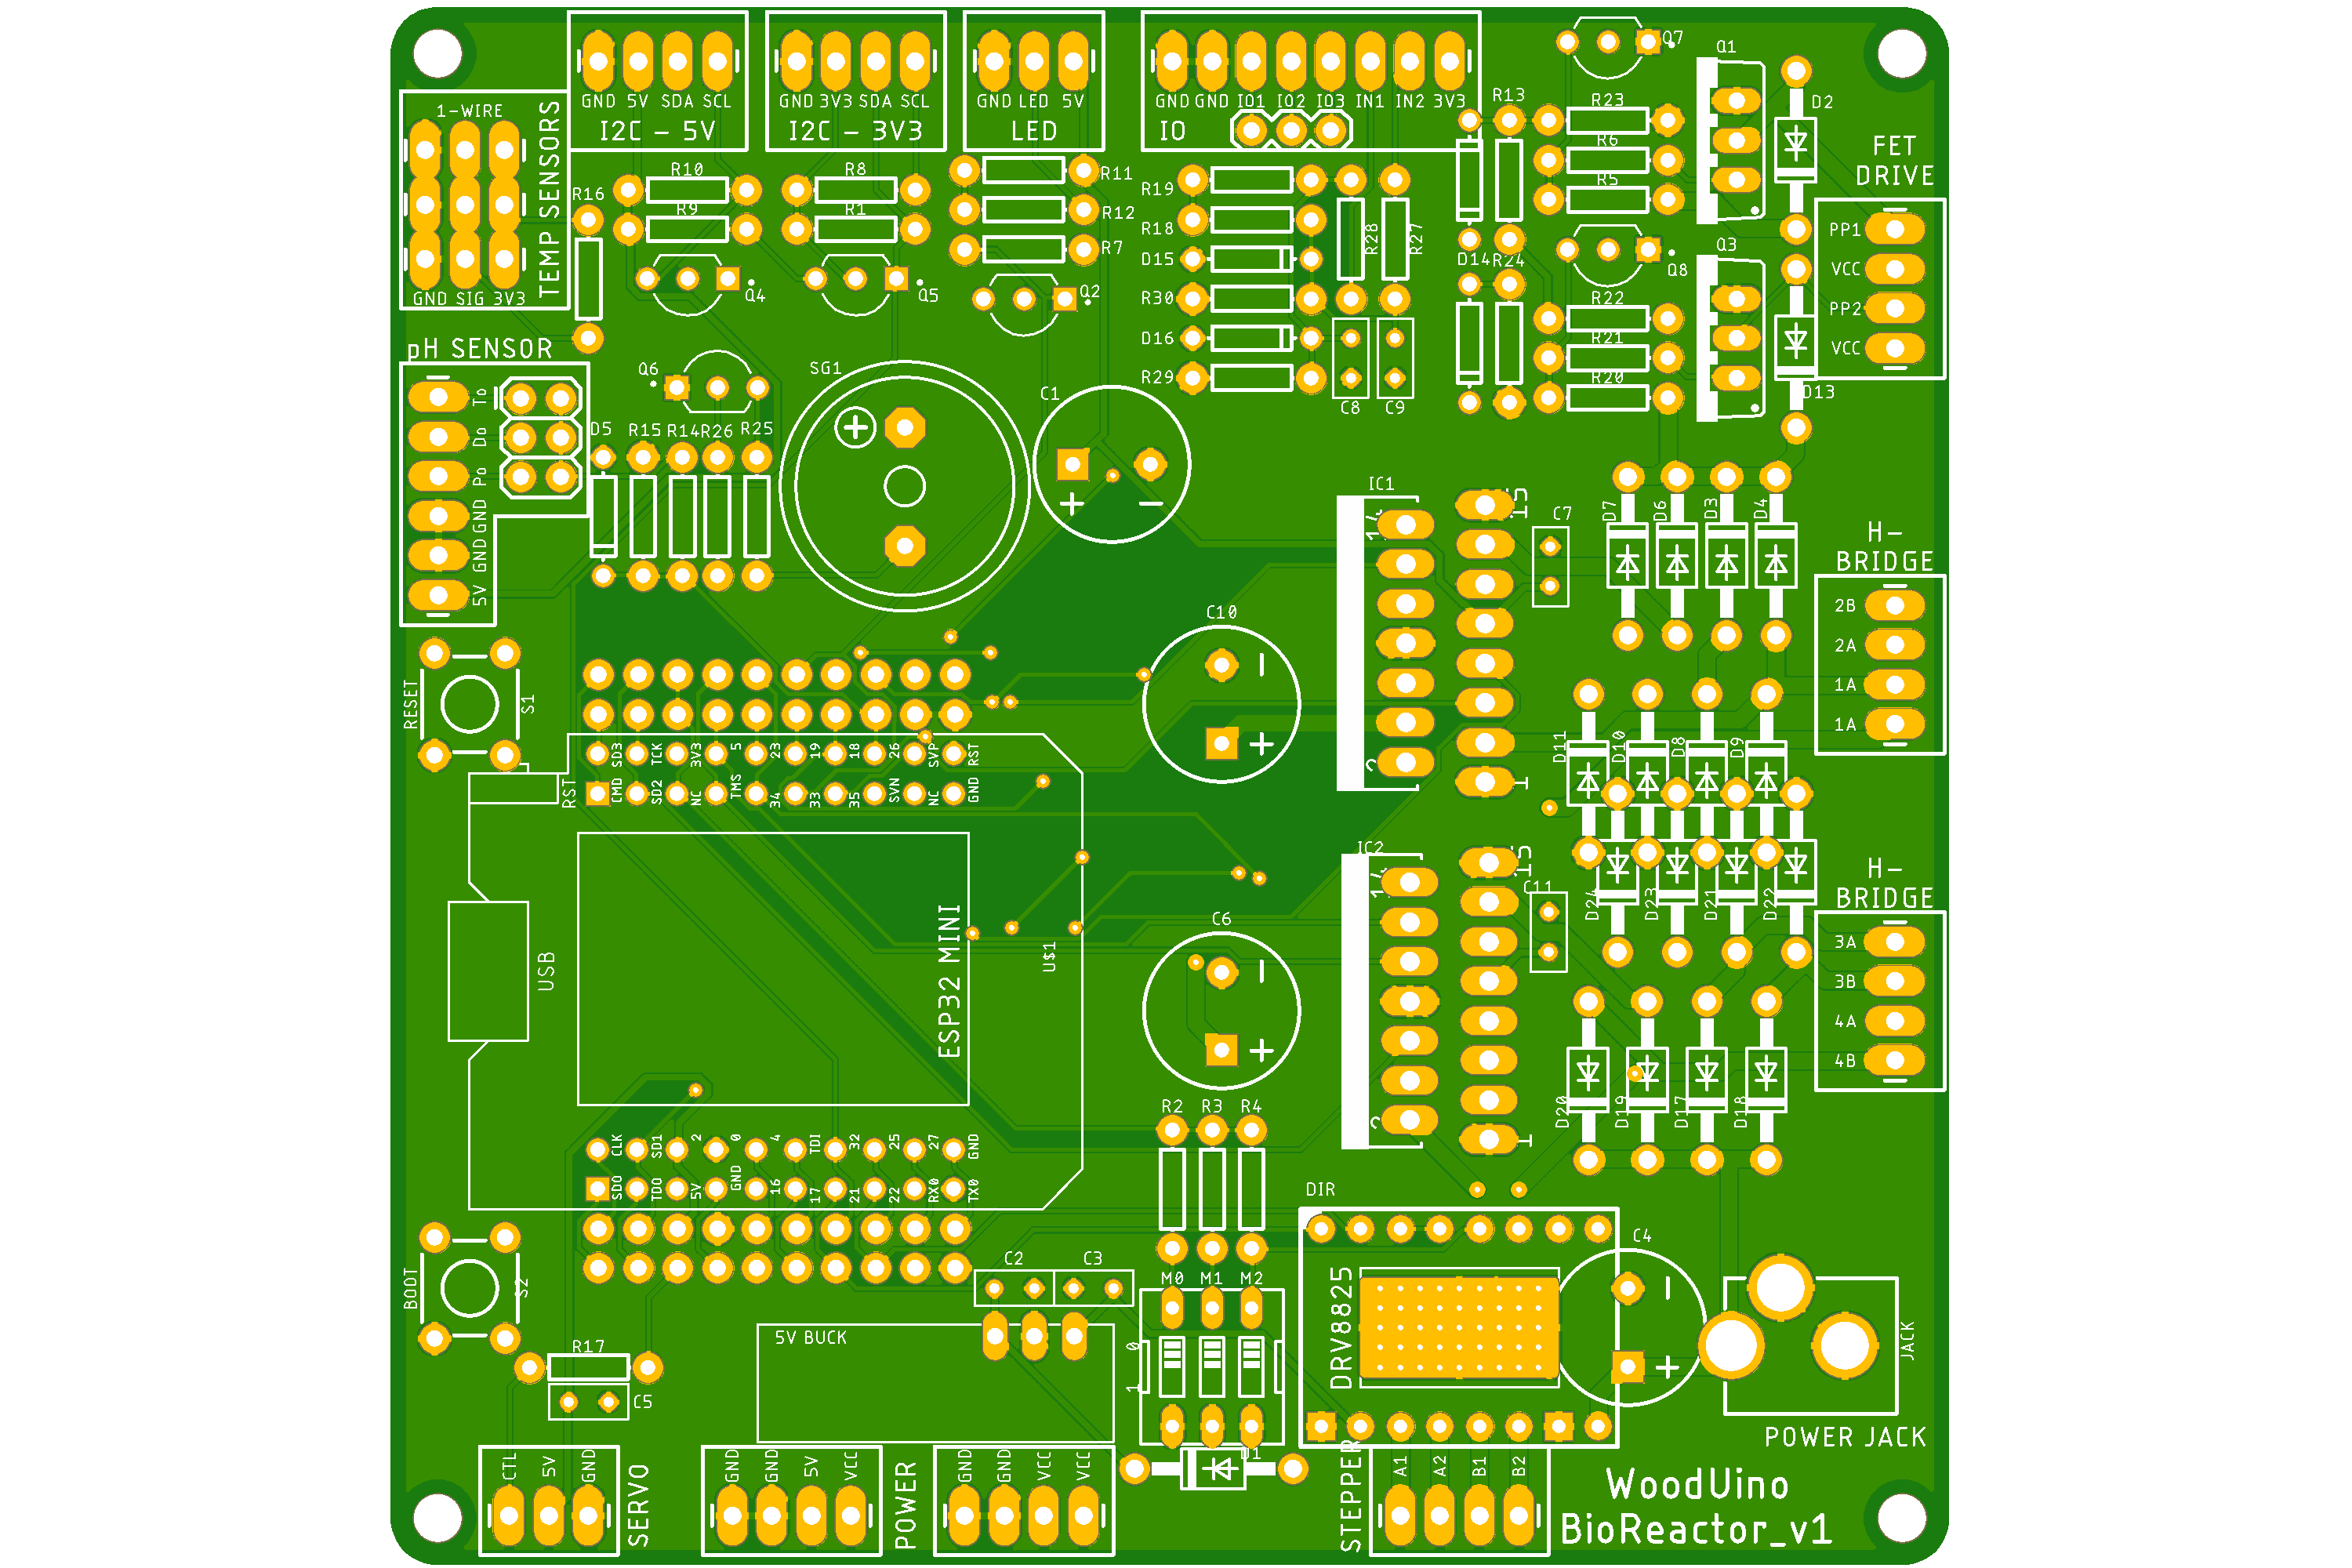 GND 5V SDA SCL
I2C - 5V
GND 3V3 SDA SCL
I2C - 3V3
GND LED 5V
LED
GND GND IO1 IO2 IO3 IN1 IN2 3V3
IO
1-WIRE
TEMP SENSORS
GND SIG 3V3
R16
R10
R9
R8
R1
R11
R12
R7
Q4
Q5
Q2
R19
R18
D15
R30
D16
R29
R28
R27
C8
C9
R13
D14
R24
Q7
R23
R6
R5
Q1
D2
Q8
R22
R21
R20
Q3
D13
FET
DRIVE
PP1
VCC
PP2
VCC
pH SENSOR
To
Do
Po
GND
GND
5V
Q6
D5
R15
R14
R26
R25
SG1
C1
+
-
IC1
14
15
2
1
C7
D7
D6
D3
D4
H-
BRIDGE
2B
2A
1A
1A
RESET
S1
C10
-
+
D11
D10
D8
D9
D24
D23
D21
D22
RST
CMD SD3 SD2 TCK NC 3V3 TMS 5 34 23 33 19 35 18 SVN 26 NC SVP GND RST
USB
ESP32 MINI
U$1
C6
-
+
IC2
14
15
2
1
C11
H-
BRIDGE
3A
3B
4A
4B
D20
D19
D17
D18
SDO CLK TDO SD1 5V 2 GND 0 16 4 17 TDI 21 32 22 25 RX0 27 TX0 GND
BOOT
S2
R17
C5
C2
C3
5V BUCK
R2
R3
R4
M0 M1 M2
0
1
D1
DIR
DRV8825
C4
-
+
JACK
POWER JACK
CTL 5V GND
SERVO
GND GND 5V VCC
POWER
GND GND VCC VCC
STEPPER
A1 A2 B1 B2
WoodUino
BioReactor_v1